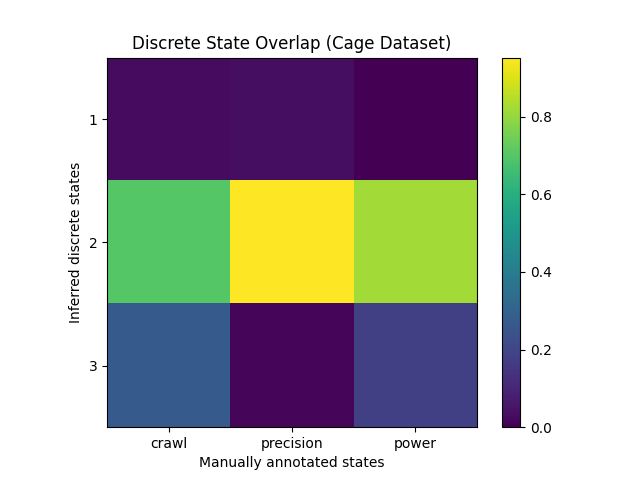 Discrete State Overlap (Cage Dataset)
Inferred discrete states
1
2
3
crawl precision power
Manually annotated states
0.8
0.6
0.4
0.2
0.0